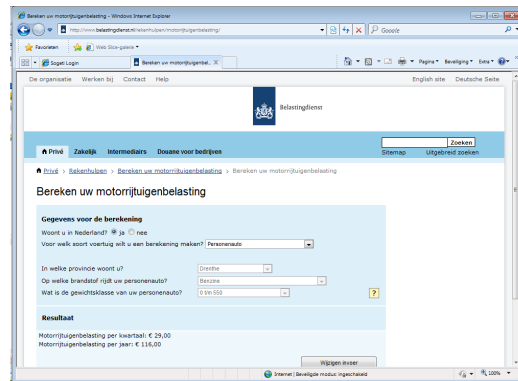 Bereken uw motorrijtuigenbelasting - Windows Internet Explorer
http://www.belastingdienst.nl/rekenhulpen/motorrijtuigenbelasting/
Google
Favorieten Web Slice-galerie
Sogeti Login Bereken uw motorrijtuigenbel... Pagina Beveiliging Extra
De organisatie Werken bij Contact Help English site Deutsche Seite
Belastingdienst
Zoeken
Privé Zakelijk Intermediairs Douane voor bedrijven Sitemap Uitgebreid zoeken
Privé > Rekenhulpen > Bereken uw motorrijtuigenbelasting > Bereken uw motorrijtuigenbelasting
Bereken uw motorrijtuigenbelasting
Gegevens voor de berekening
Woont u in Nederland? ja nee
Voor welk soort voertuig wilt u een berekening maken? Personenauto
In welke provincie woont u? Drenthe
Op welke brandstof rijdt uw personenauto? Benzine
Wat is de gewichtsklasse van uw personenauto? 0 t/m 550 ?
Resultaat
Motorrijtuigenbelasting per kwartaal: € 29,00
Motorrijtuigenbelasting per jaar: € 116,00
Wijzigen invoer
Internet | Beveiligde modus: ingeschakeld 100%